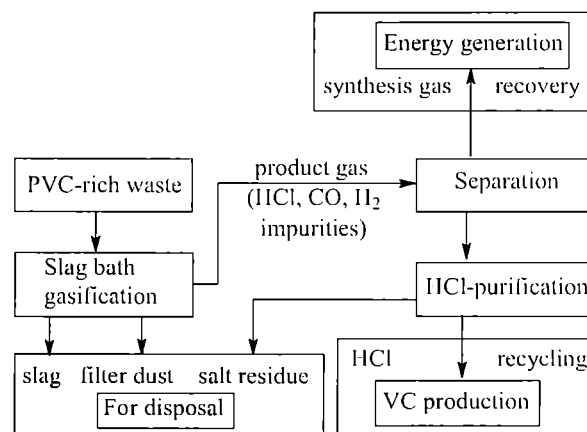 Energy generation
synthesis gas recovery
PVC-rich waste
product gas
(HCl, CO, H₂
impurities)
Separation
Slag bath
gasification
HCl-purification
slag filter dust salt residue
For disposal
HCl recycling
VC production